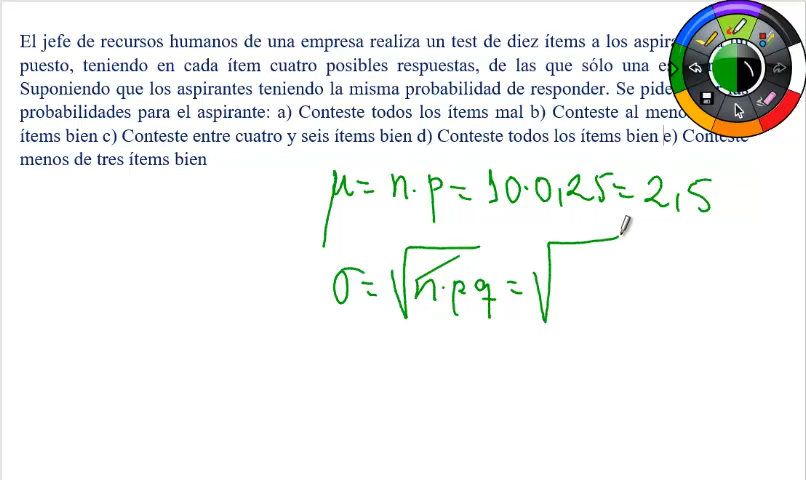 El jefe de recursos humanos de una empresa realiza un test de diez ítems a los
puesto, teniendo en cada ítem cuatro posibles respuestas, de las que sólo una
Suponiendo que los aspirantes teniendo la misma probabilidad de responder. Se
probabilidades para el aspirante: a) Conteste todos los ítems mal b) Conteste al
ítems bien c) Conteste entre cuatro y seis ítems bien d) Conteste todos los ítems bien e) Conteste
menos de tres ítems bien
μ = n·p = 10·0,25 = 2,5
σ = √n·p q = √